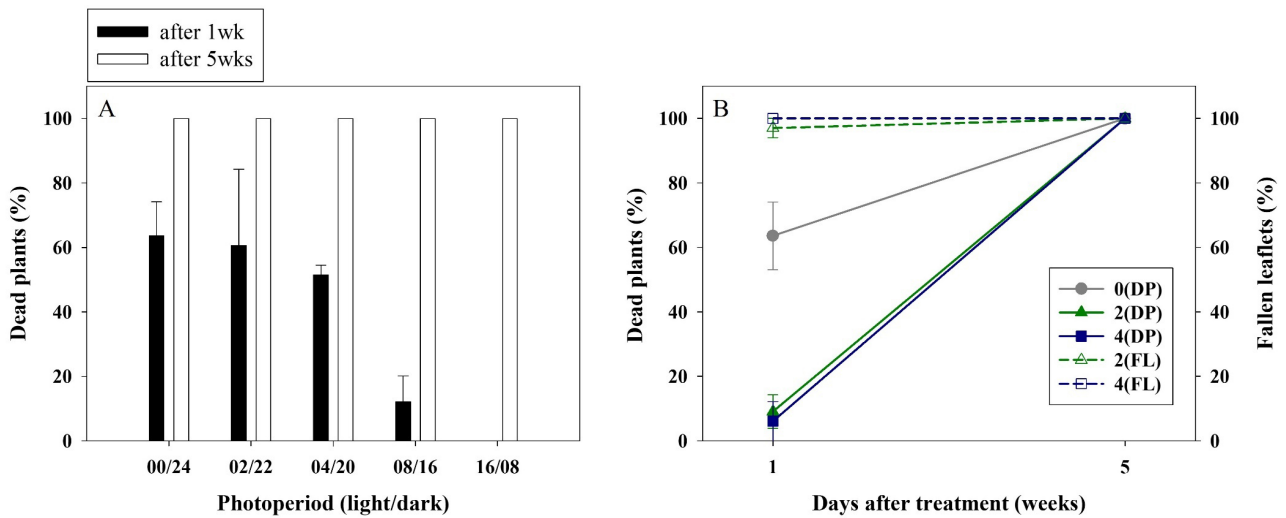 after 1wk
after 5wks
A
100
80
60
40
20
0
Dead plants (%)
00/24 02/22 04/20 08/16 16/08
Photoperiod (light/dark)
B
100
80
60
40
20
0
Dead plants (%)
0(DP)
2(DP)
4(DP)
2(FL)
4(FL)
100
80
60
40
20
0
Fallen leaflets (%)
1 5
Days after treatment (weeks)